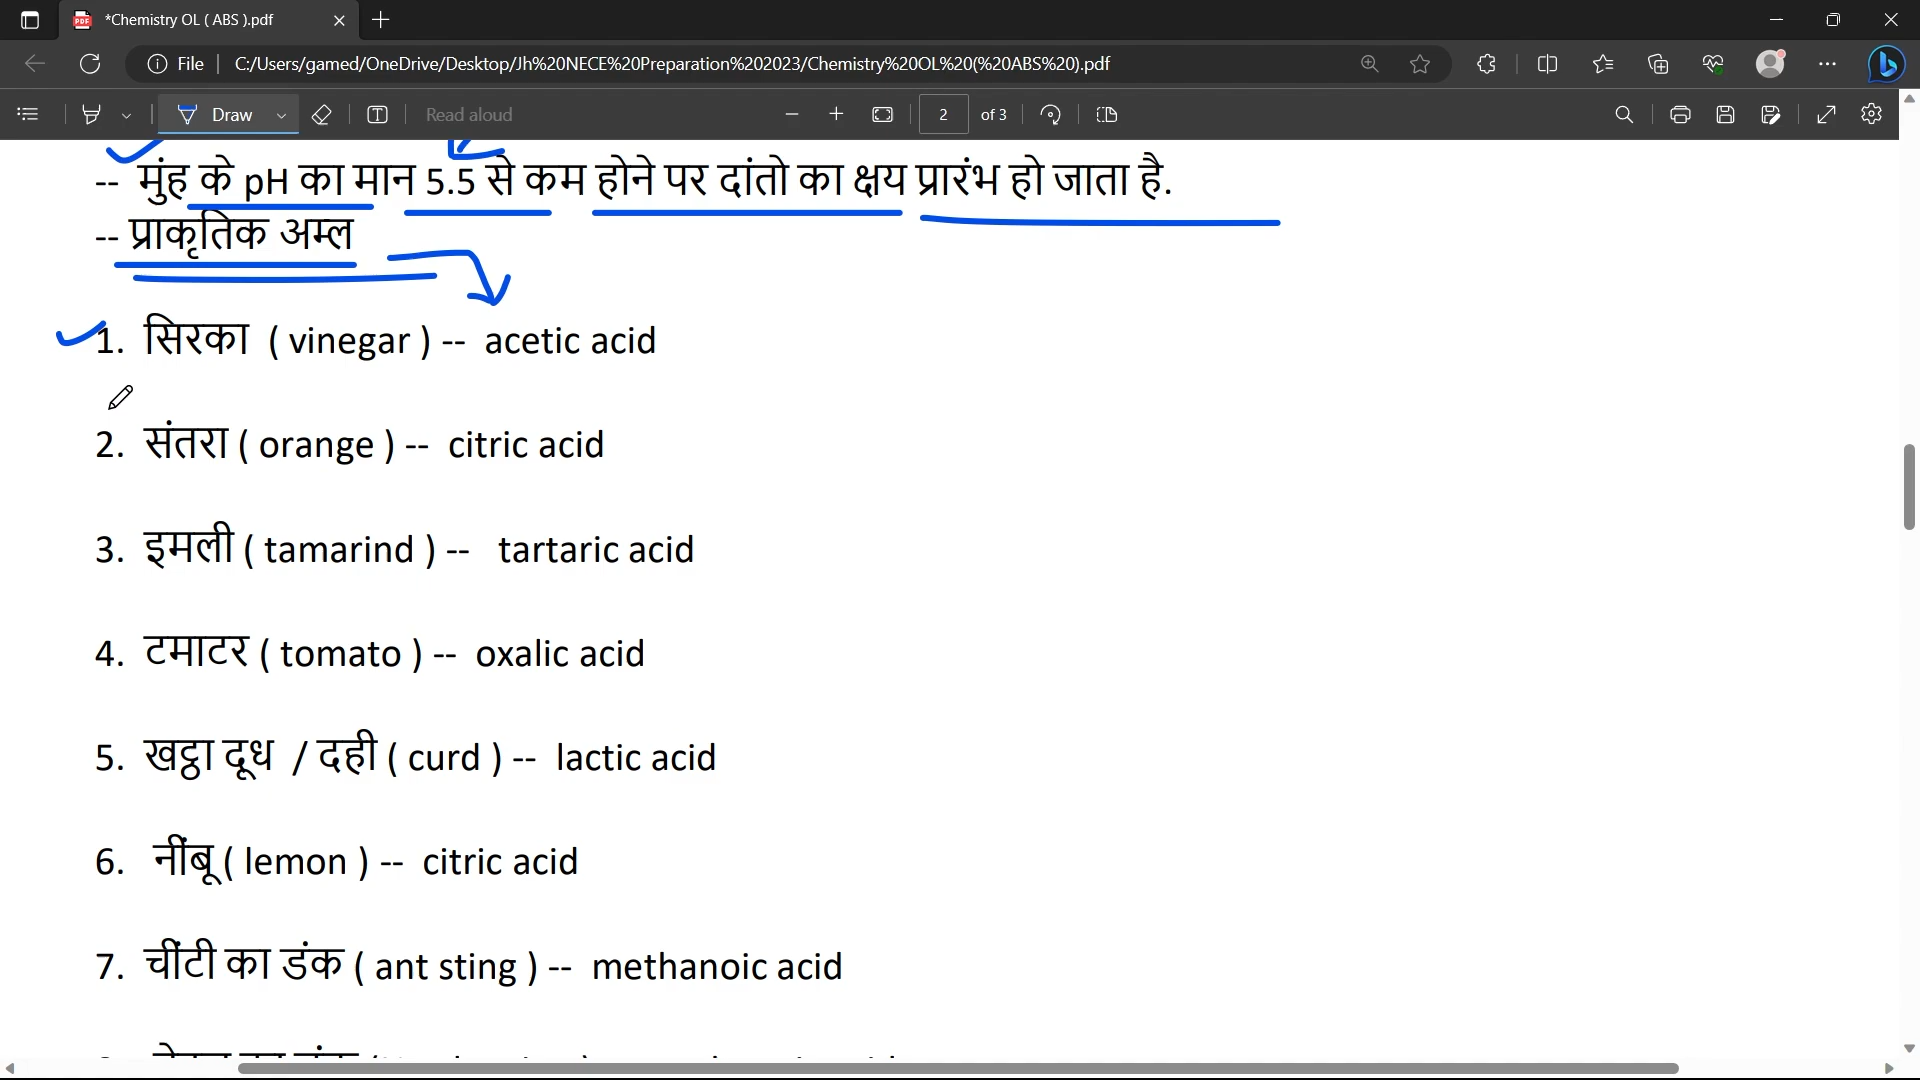 *Chemistry OL ( ABS ).pdf
File C:/Users/gamed/OneDrive/Desktop/Jh%20NECE%20Preparation%202023/Chemistry%20OL%20(%20ABS%20).pdf
Draw Read aloud 2 of 3
-- मुंह के pH का मान 5.5 से कम होने पर दांतो का क्षय प्रारंभ हो जाता है.
-- प्राकृतिक अम्ल
1. सिरका ( vinegar ) -- acetic acid
2. संतरा ( orange ) -- citric acid
3. इमली ( tamarind ) -- tartaric acid
4. टमाटर ( tomato ) -- oxalic acid
5. खट्ठा दूध / दही ( curd ) -- lactic acid
6. नींबू ( lemon ) -- citric acid
7. चींटी का डंक ( ant sting ) -- methanoic acid